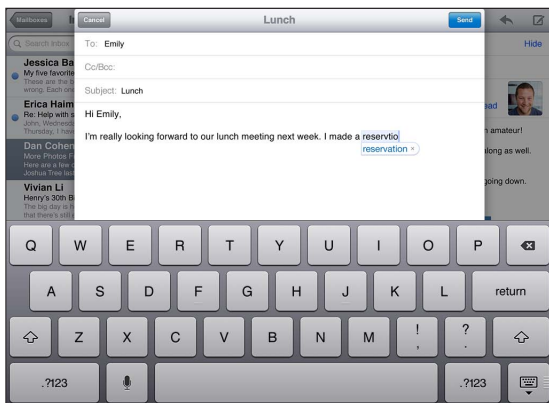 Mailboxes
Cancel
Lunch
Send
Search Inbox
To: Emily
Hide
Jessica Ba
My five favorite
These are the b
wrong. Each one
Cc/Bcc:
Subject: Lunch
Erica Haim
Re: Help with s
John, Wednesd
Thursday, I hav
Hi Emily,
I'm really looking forward to our lunch meeting next week. I made a reservtio
reservation ×
ead
n amateur!
along as well.
going down.
Dan Cohen
More Photos F
Here are a few o
Joshua Tree last
Vivian Li
Henry's 30th B
The big day is h
that there's still
Q W E R T Y U I O P
A S D F G H J K L return
Z X C V B N M ! , ? .
.?123 .?123